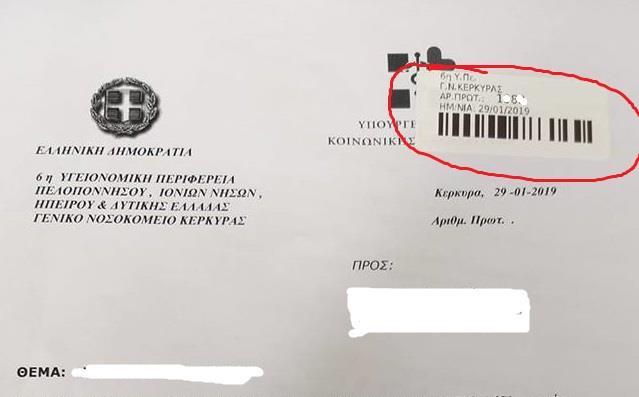 6η Υ.Πε.
Γ.Ν.ΚΕΡΚΥΡΑΣ
ΑΡ.ΠΡΩΤ.:
ΗΜ/ΝΙΑ: 29/01/2019
ΥΠΟΥΡΓΕ
ΚΟΙΝΩΝΙΚΗΣ
ΕΛΛΗΝΙΚΗ ΔΗΜΟΚΡΑΤΙΑ
6 η ΥΓΕΙΟΝΟΜΙΚΗ ΠΕΡΙΦΕΡΕΙΑ
ΠΕΛΟΠΟΝΝΗΣΟΥ , ΙΟΝΙΩΝ ΝΗΣΩΝ ,
ΗΠΕΙΡΟΥ & ΔΥΤΙΚΗΣ ΕΛΛΑΔΑΣ
ΓΕΝΙΚΟ ΝΟΣΟΚΟΜΕΙΟ ΚΕΡΚΥΡΑΣ
Κερκυρα, 29 -01-2019
Αριθμ. Πρωτ. .
ΠΡΟΣ:
ΘΕΜΑ: